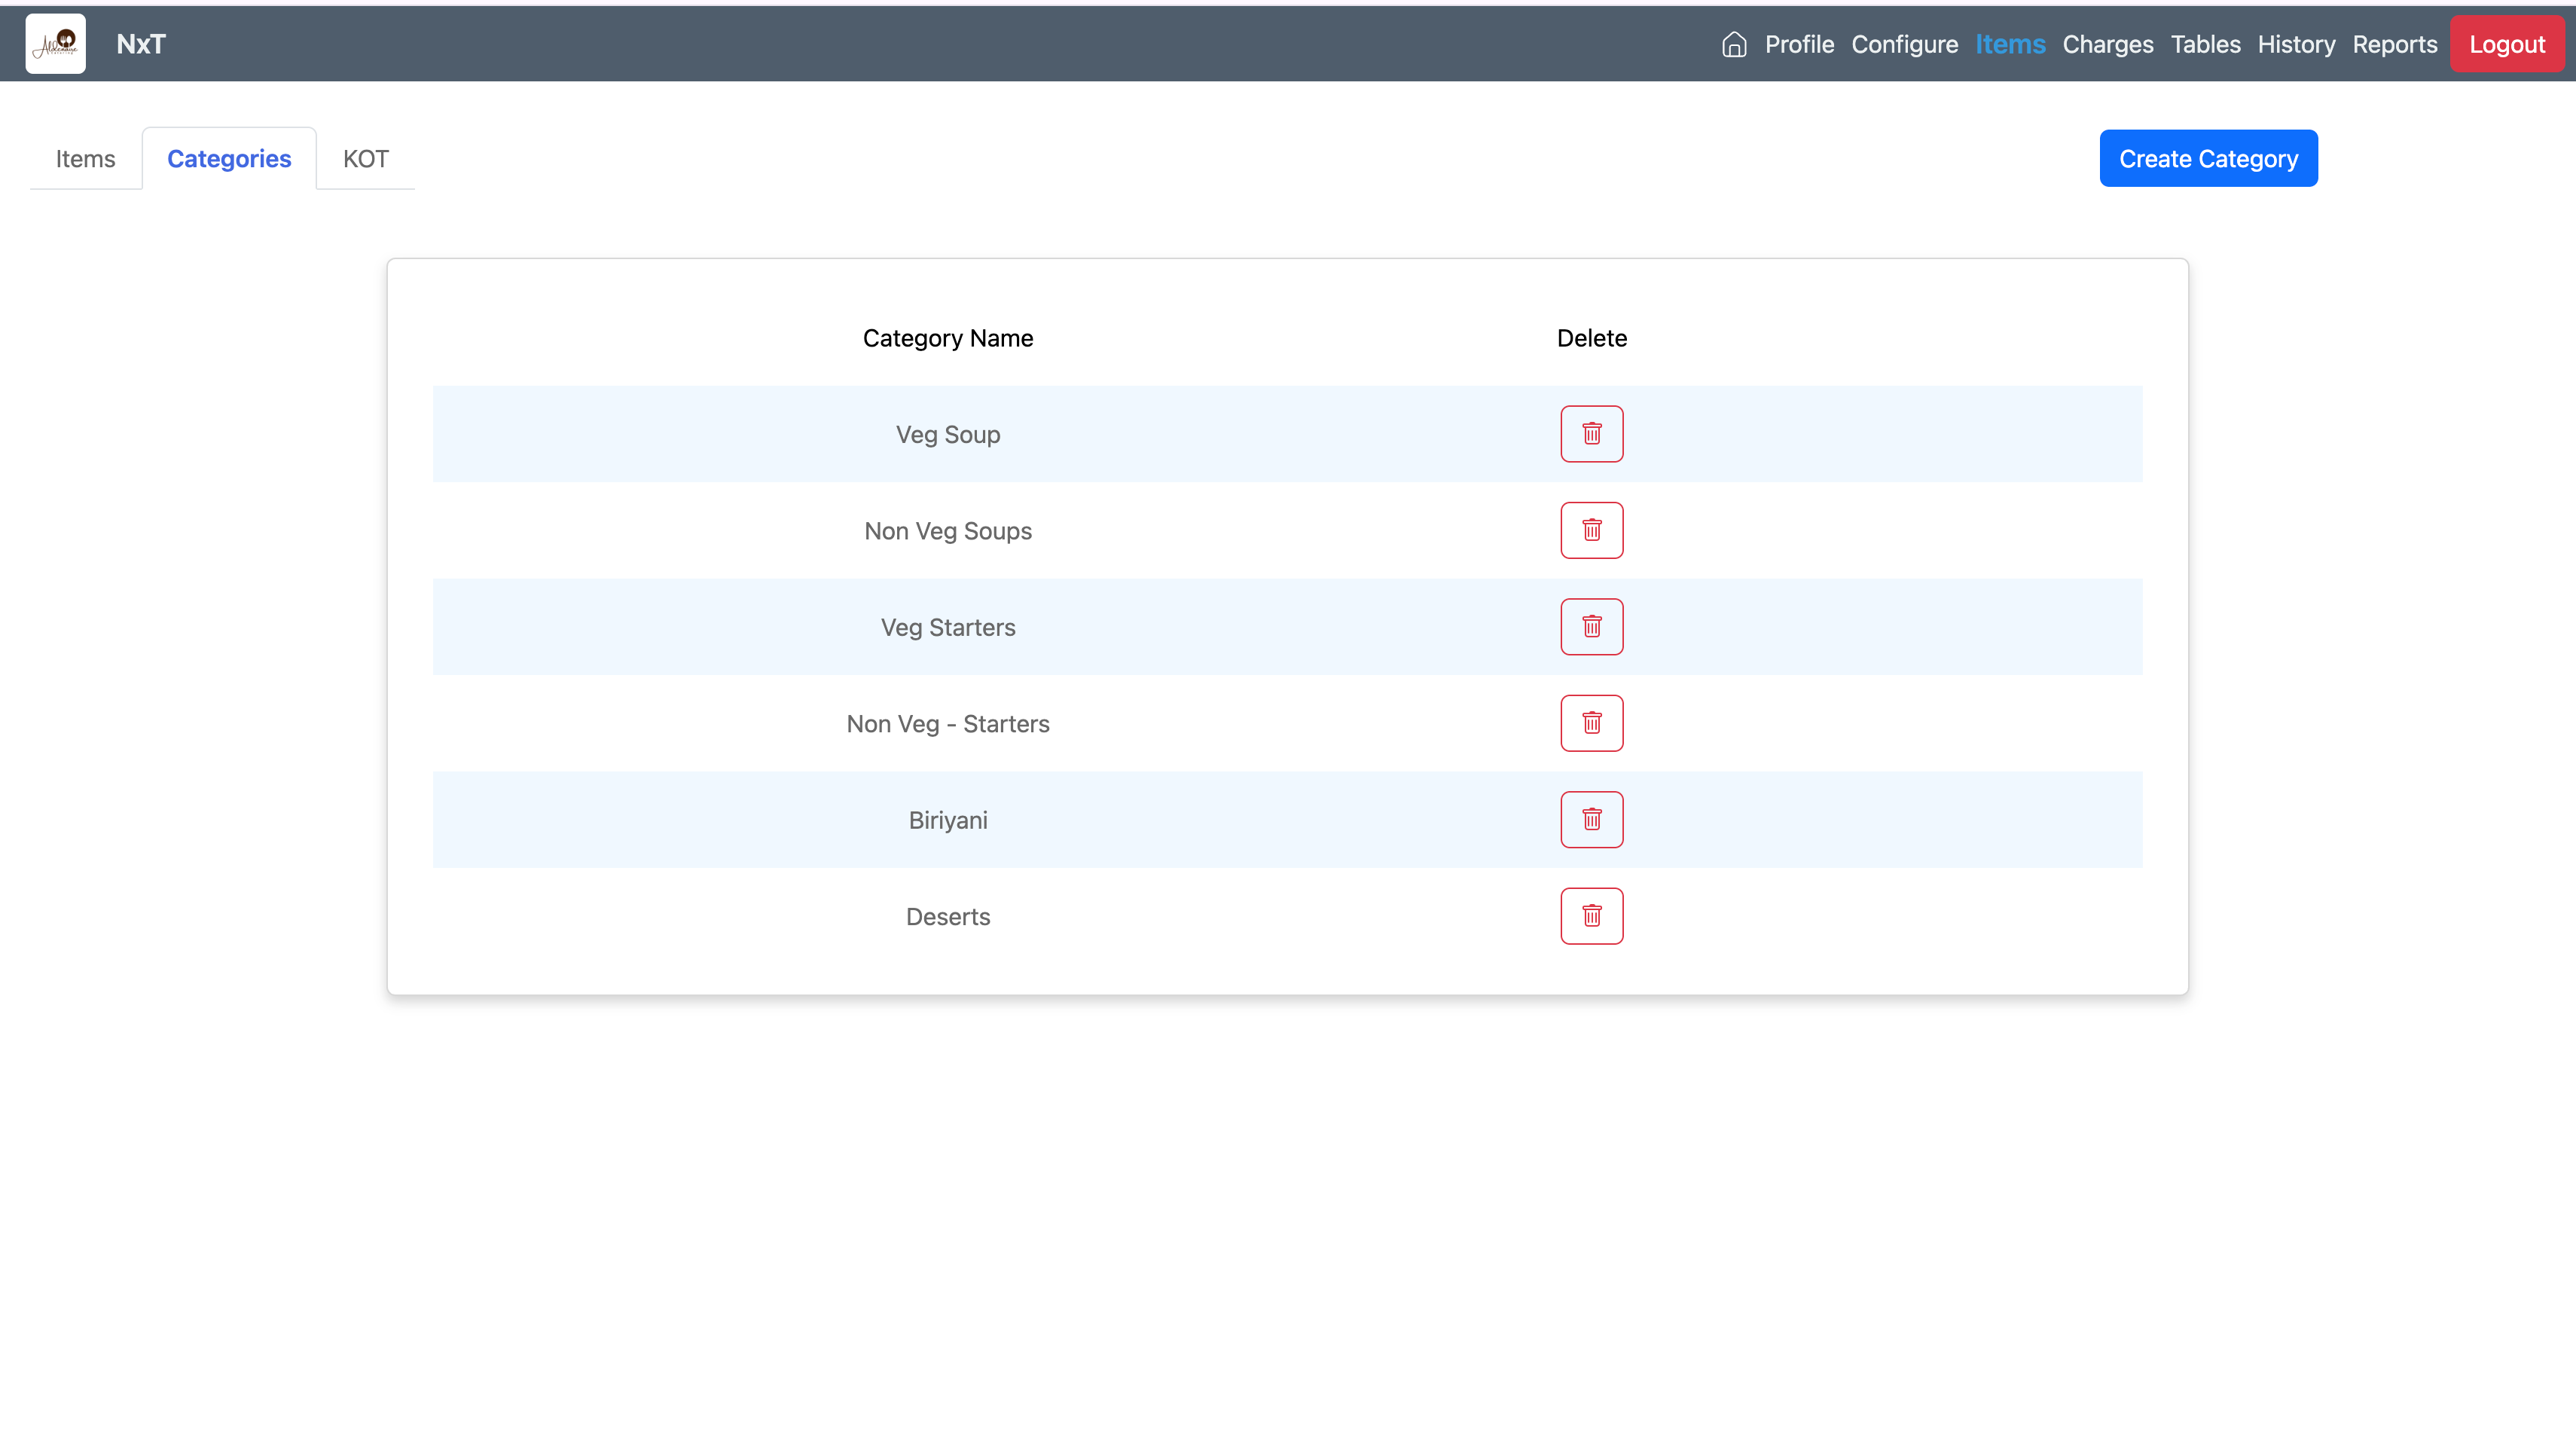 NxT
Profile Configure Items Charges Tables History Reports Logout
Items Categories KOT
Create Category
Category Name Delete
Veg Soup
Non Veg Soups
Veg Starters
Non Veg - Starters
Biriyani
Deserts